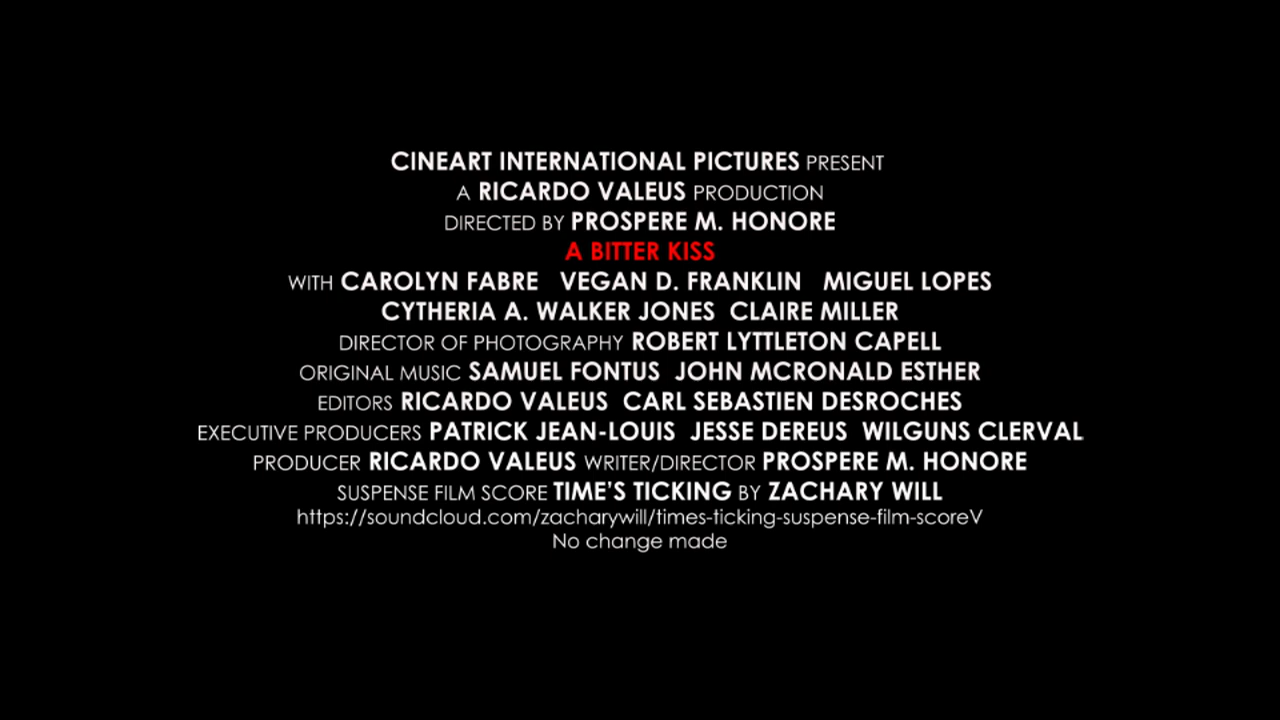 CINEART INTERNATIONAL PICTURES PRESENT
A RICARDO VALEUS PRODUCTION
DIRECTED BY PROSPERE M. HONORE
A BITTER KISS
WITH CAROLYN FABRE VEGAN D. FRANKLIN MIGUEL LOPES
CYTHERIA A. WALKER JONES CLAIRE MILLER
DIRECTOR OF PHOTOGRAPHY ROBERT LYTTLETON CAPELL
ORIGINAL MUSIC SAMUEL FONTUS JOHN MCRONALD ESTHER
EDITORS RICARDO VALEUS CARL SEBASTIEN DESROCHES
EXECUTIVE PRODUCERS PATRICK JEAN-LOUIS JESSE DEREUS WILGUNS CLERVAL
PRODUCER RICARDO VALEUS WRITER/DIRECTOR PROSPERE M. HONORE
SUSPENSE FILM SCORE TIME’S TICKING BY ZACHARY WILL
https://soundcloud.com/zacharywill/times-ticking-suspense-film-scoreV
No change made